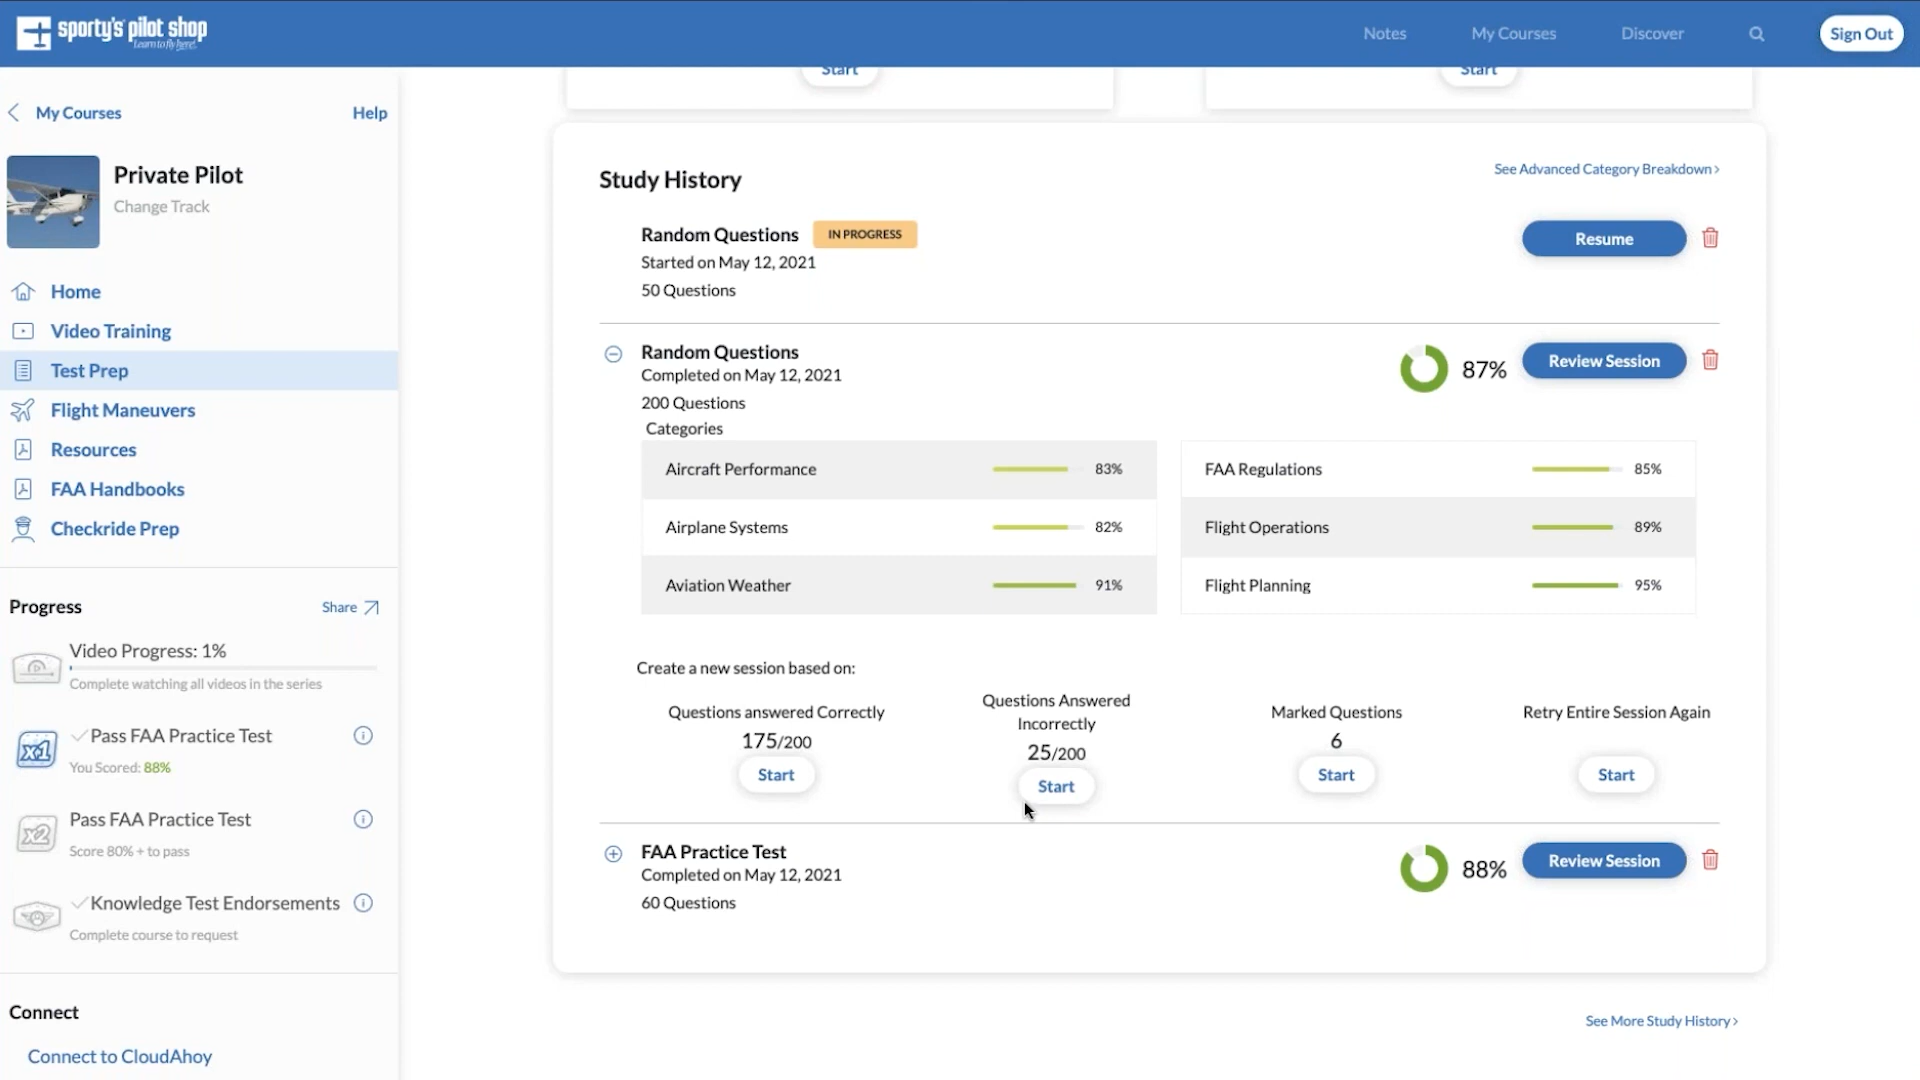 sporty's pilot shop
Learn to fly here!
Notes
My Courses
Discover
Sign Out
My Courses
Help
Private Pilot
Change Track
Home
Video Training
Test Prep
Flight Maneuvers
Resources
FAA Handbooks
Checkride Prep
Progress
Share
Video Progress: 1%
Complete watching all videos in the series
x1
Pass FAA Practice Test
You Scored: 88%
x2
Pass FAA Practice Test
Score 80% + to pass
Knowledge Test Endorsements
Complete course to request
Connect
Connect to CloudAhoy
Start
Start
Study History
See Advanced Category Breakdown
Random Questions
IN PROGRESS
Started on May 12, 2021
50 Questions
Resume
Random Questions
Completed on May 12, 2021
200 Questions
87%
Review Session
Categories
Aircraft Performance 83%
Airplane Systems 82%
Aviation Weather 91%
FAA Regulations 85%
Flight Operations 89%
Flight Planning 95%
Create a new session based on:
Questions answered Correctly
175/200
Start
Questions Answered
Incorrectly
25/200
Start
Marked Questions
6
Start
Retry Entire Session Again
Start
FAA Practice Test
Completed on May 12, 2021
60 Questions
88%
Review Session
See More Study History